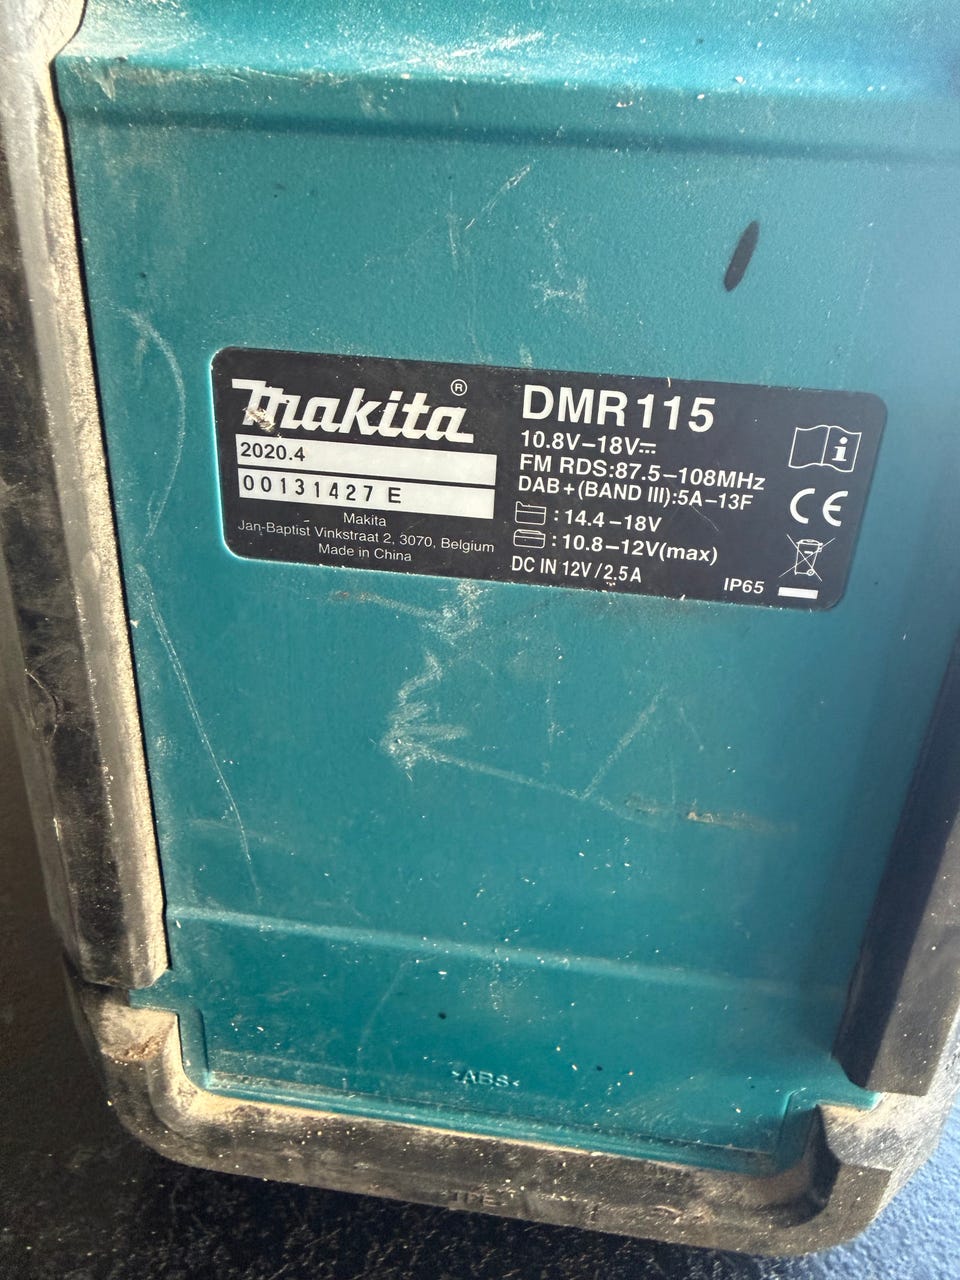 Makita®
2020.4
00131427 E
Makita
Jan-Baptist Vinkstraat 2, 3070, Belgium
Made in China
DMR115
10.8V–18V⎓
FM RDS:87.5–108MHz
DAB+(BAND III):5A–13F
:14.4–18V
:10.8–12V(max)
DC IN 12V/2.5A
IP65
i
CE
>ABS<